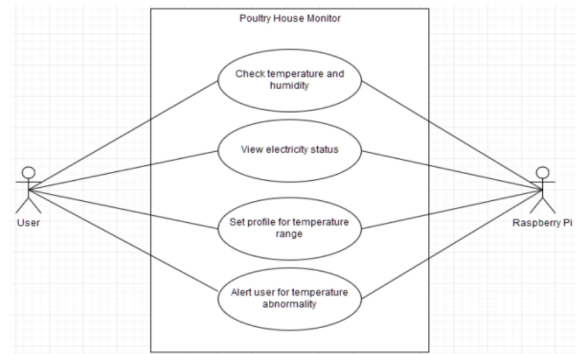 Poultry House Monitor
Check temperature and
humidity
View electricity status
Set profile for temperature
range
Alert user for temperature
abnormality
User
Raspberry Pi